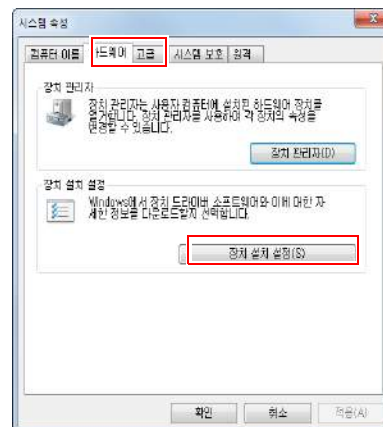 시스템 속성
컴퓨터 이름 하드웨어 고급 시스템 보호 원격
장치 관리자
장치 관리자는 사용자 컴퓨터에 설치된 하드웨어 장치를
열거합니다. 장치 관리자를 사용하여 각 장치의 속성을
변경할 수 있습니다.
장치 관리자(D)
장치 설치 설정
Windows에서 장치 드라이버 소프트웨어와 이에 대한 자
세한 정보를 다운로드할지 선택합니다.
장치 설치 설정(S)
확인 취소 적용(A)